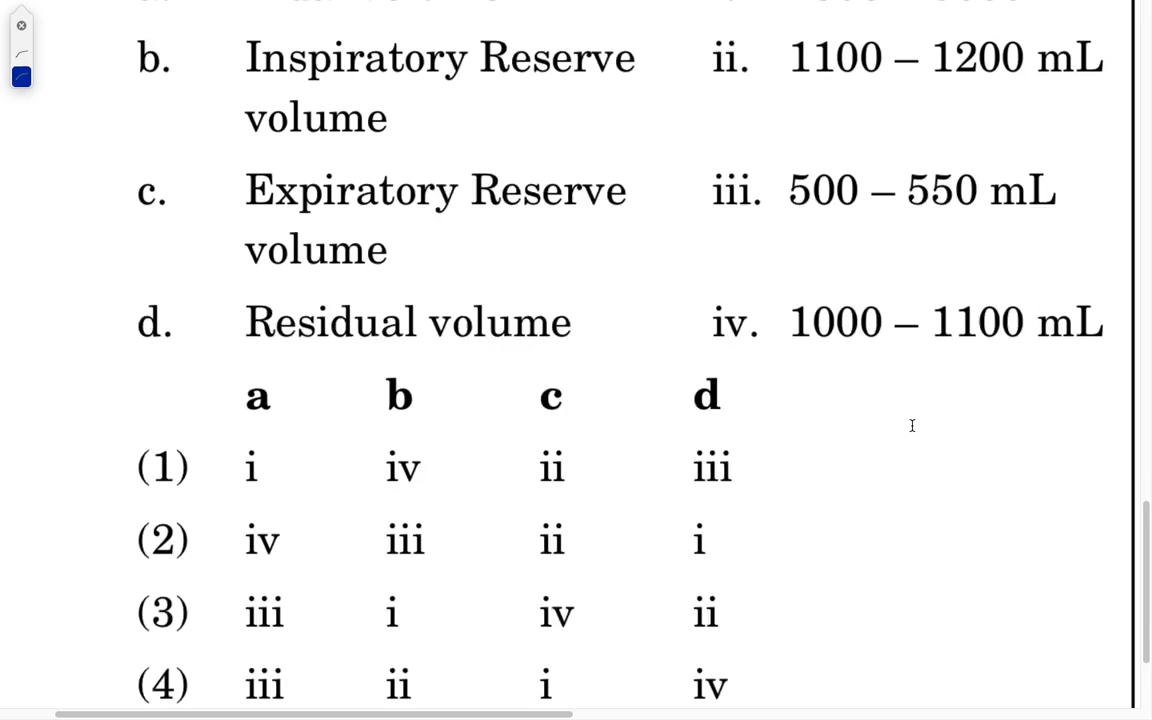 b. Inspiratory Reserve ii. 1100 – 1200 mL
volume
c. Expiratory Reserve iii. 500 – 550 mL
volume
d. Residual volume iv. 1000 – 1100 mL
a b c d
(1) i iv ii iii
(2) iv iii ii i
(3) iii i iv ii
(4) iii ii i iv